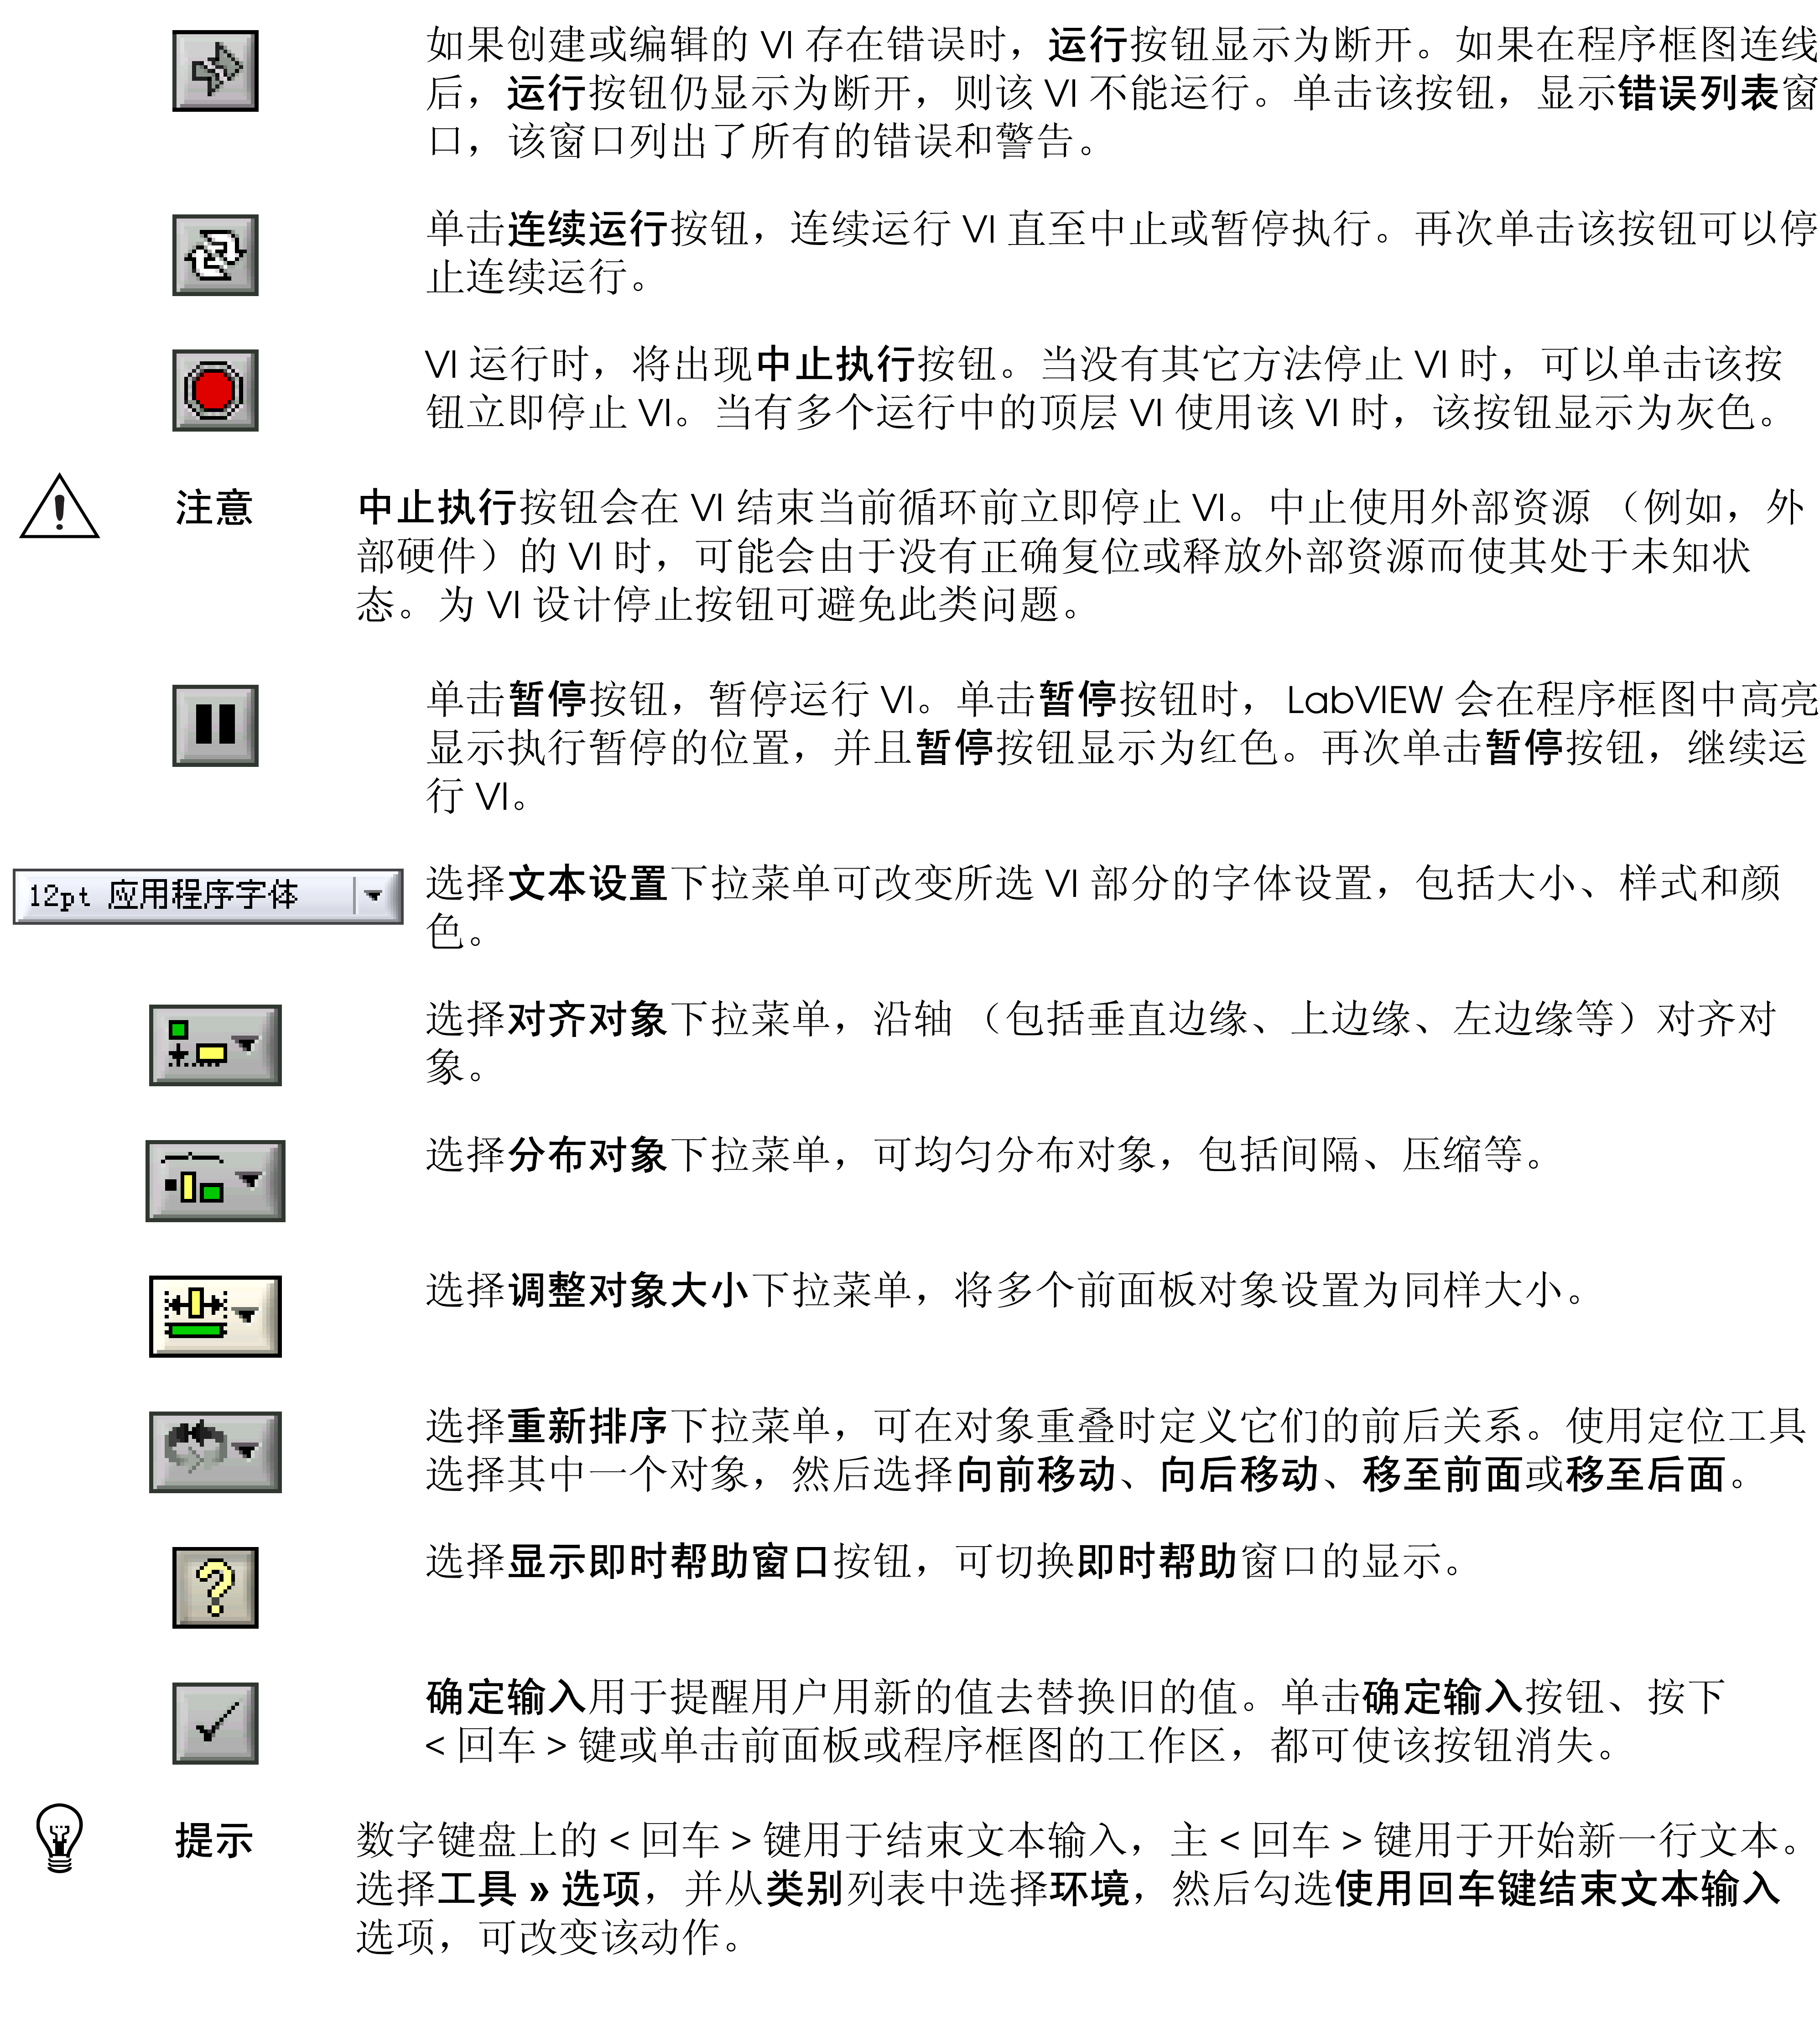 如果创建或编辑的 VI 存在错误时，运行按钮显示为断开。如果在程序框图连线
后，运行按钮仍显示为断开，则该 VI 不能运行。单击该按钮，显示错误列表窗
口，该窗口列出了所有的错误和警告。
单击连续运行按钮，连续运行 VI 直至中止或暂停执行。再次单击该按钮可以停
止连续运行。
VI 运行时，将出现中止执行按钮。当没有其它方法停止 VI 时，可以单击该按
钮立即停止 VI。当有多个运行中的顶层 VI 使用该 VI 时，该按钮显示为灰色。
注意 中止执行按钮会在 VI 结束当前循环前立即停止 VI。中止使用外部资源 （例如，外
部硬件）的 VI 时，可能会由于没有正确复位或释放外部资源而使其处于未知状
态。为 VI 设计停止按钮可避免此类问题。
单击暂停按钮，暂停运行 VI。单击暂停按钮时， LabVIEW 会在程序框图中高亮
显示执行暂停的位置，并且暂停按钮显示为红色。再次单击暂停按钮，继续运
行 VI。
12pt 应用程序字体 选择文本设置下拉菜单可改变所选 VI 部分的字体设置，包括大小、样式和颜
色。
选择对齐对象下拉菜单，沿轴 （包括垂直边缘、上边缘、左边缘等）对齐对
象。
选择分布对象下拉菜单，可均匀分布对象，包括间隔、压缩等。
选择调整对象大小下拉菜单，将多个前面板对象设置为同样大小。
选择重新排序下拉菜单，可在对象重叠时定义它们的前后关系。使用定位工具
选择其中一个对象，然后选择向前移动、向后移动、移至前面或移至后面。
选择显示即时帮助窗口按钮，可切换即时帮助窗口的显示。
确定输入用于提醒用户用新的值去替换旧的值。单击确定输入按钮、按下
< 回车 > 键或单击前面板或程序框图的工作区，都可使该按钮消失。
提示 数字键盘上的 < 回车 > 键用于结束文本输入，主 < 回车 > 键用于开始新一行文本。
选择工具 » 选项，并从类别列表中选择环境，然后勾选使用回车键结束文本输入
选项，可改变该动作。